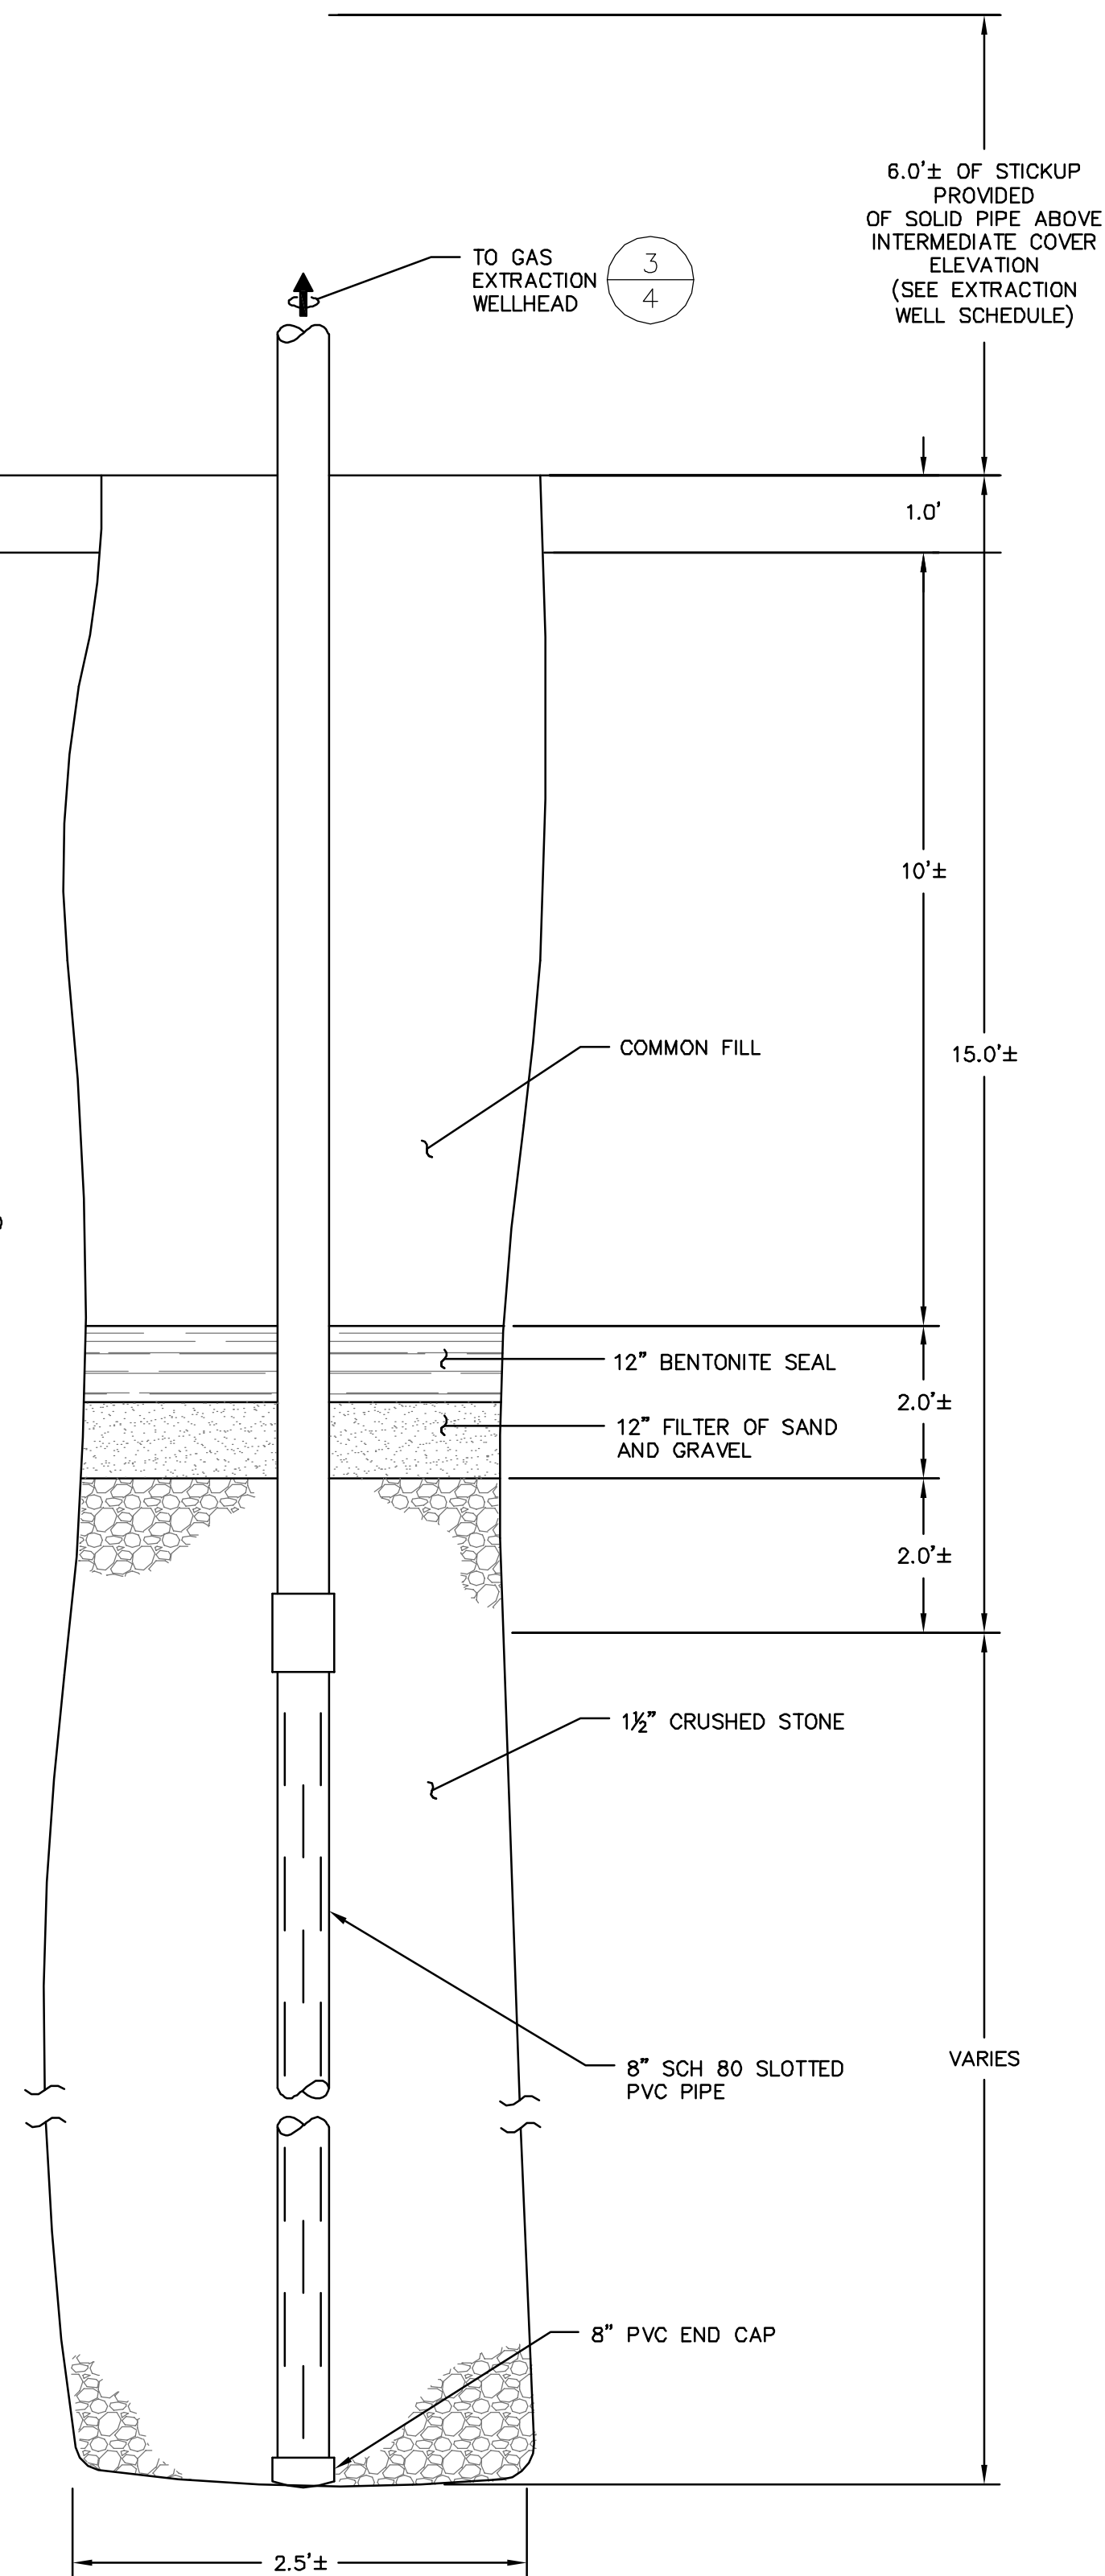 6.0'± OF STICKUP
PROVIDED
OF SOLID PIPE ABOVE
INTERMEDIATE COVER
ELEVATION
(SEE EXTRACTION
WELL SCHEDULE)
TO GAS
EXTRACTION
WELLHEAD
3
4
1.0'
10'±
COMMON FILL
15.0'±
12" BENTONITE SEAL
2.0'±
12" FILTER OF SAND
AND GRAVEL
2.0'±
1½" CRUSHED STONE
8" SCH 80 SLOTTED
PVC PIPE
VARIES
8" PVC END CAP
2.5'±